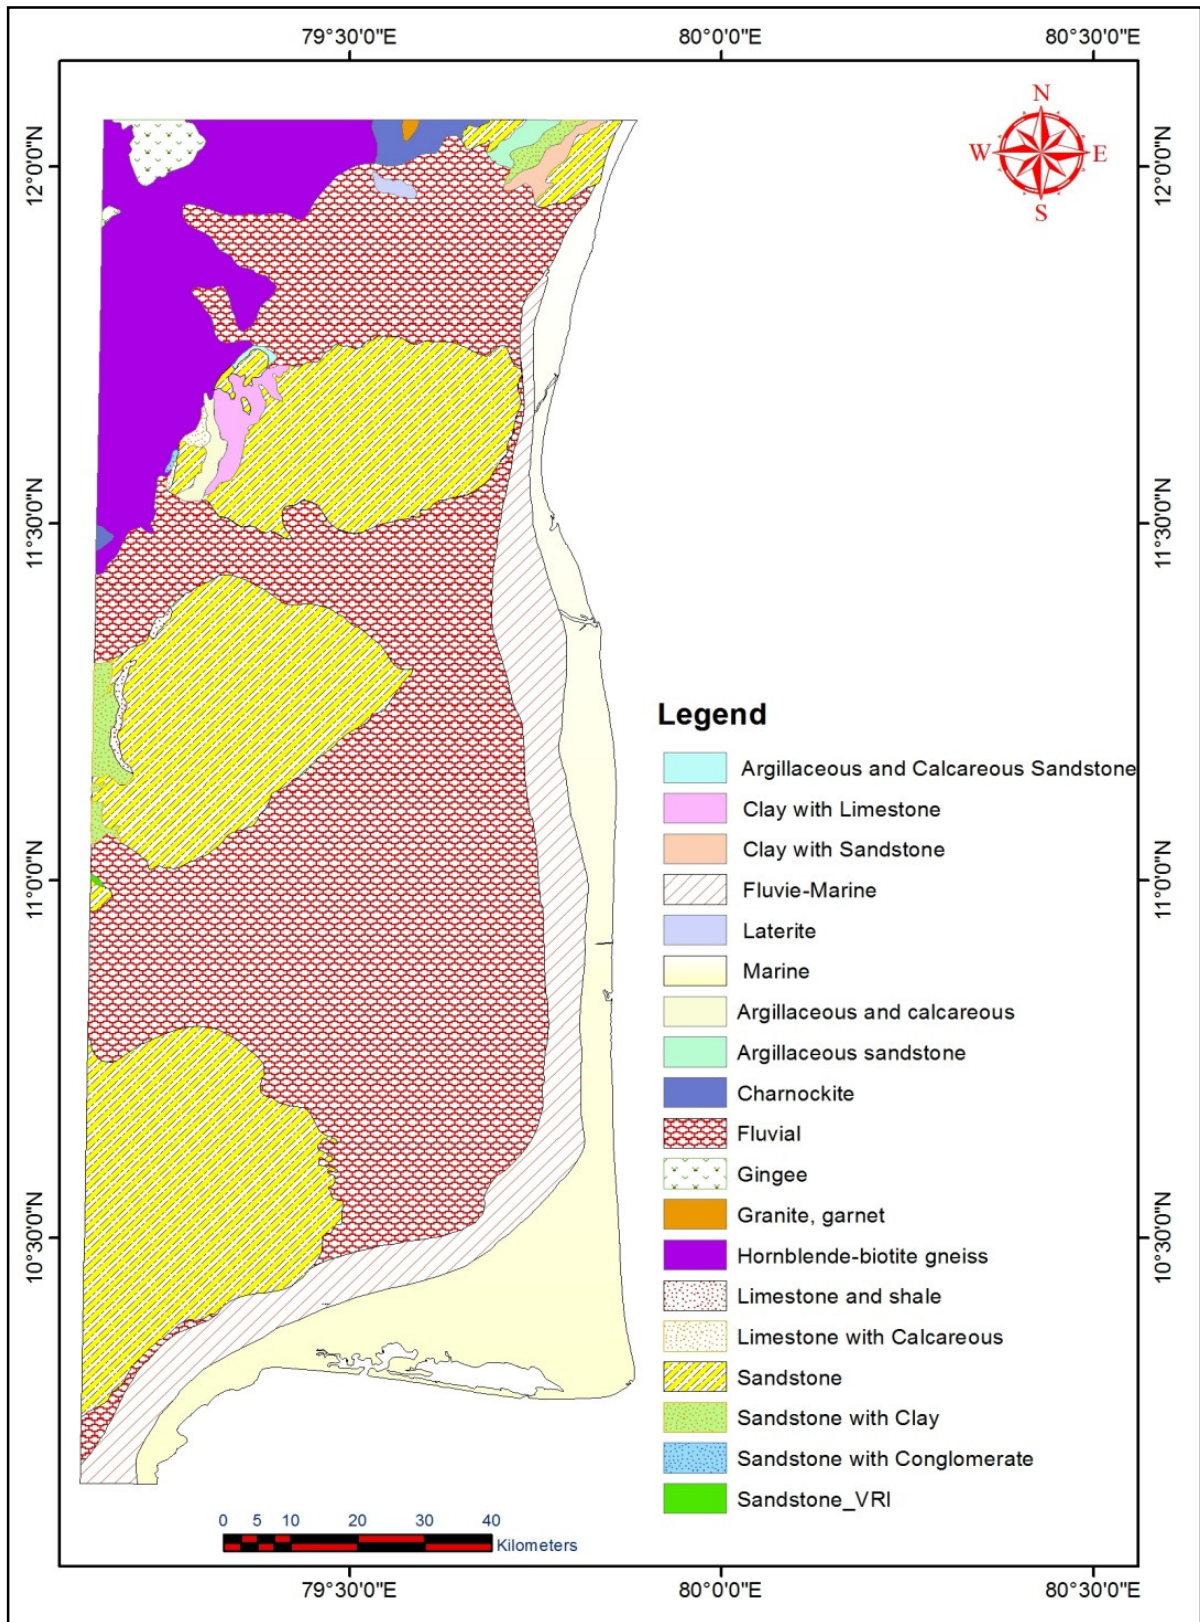 79°30'0"E 80°0'0"E 80°30'0"E
N
W E
S
12°0'0"N 12°0'0"N
11°30'0"N 11°30'0"N
11°0'0"N 11°0'0"N
10°30'0"N 10°30'0"N
Legend
Argillaceous and Calcareous Sandstone
Clay with Limestone
Clay with Sandstone
Fluvie-Marine
Laterite
Marine
Argillaceous and calcareous
Argillaceous sandstone
Charnockite
Fluvial
Gingee
Granite, garnet
Hornblende-biotite gneiss
Limestone and shale
Limestone with Calcareous
Sandstone
Sandstone with Clay
Sandstone with Conglomerate
Sandstone_VRI
0 5 10 20 30 40
Kilometers
79°30'0"E 80°0'0"E 80°30'0"E